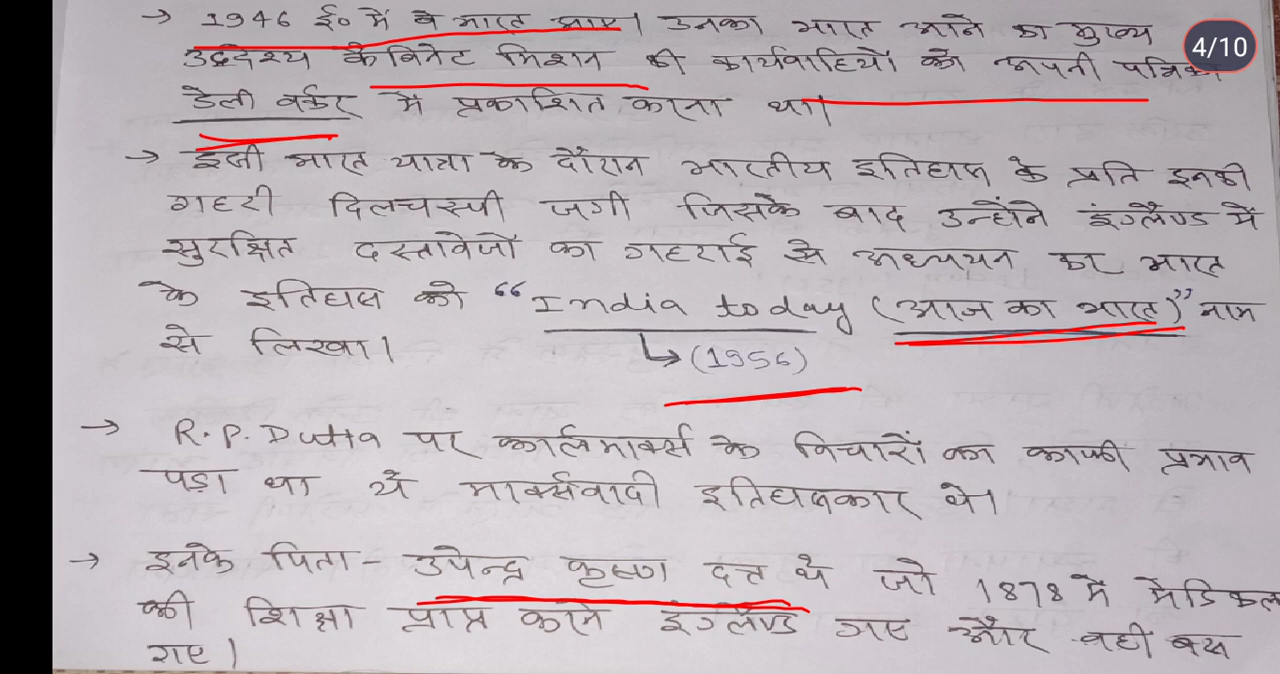 → 1946 ई० में वे भारत आए। उनका भारत आने का मुख्य
4/10
उद्देश्य कैबिनेट मिशन की कार्यवाहियों को अपनी पत्रिका
डेली वर्कर में प्रकाशित करना था।
→ इसी भारत यात्रा के दौरान भारतीय इतिहास के प्रति इनकी
गहरी दिलचस्पी जगी जिसके बाद उन्होंने इंग्लैण्ड में
सुरक्षित दस्तावेजों का गहराई से अध्ययन कर भारत
के इतिहास को “India today (आज का भारत)” नाम
से लिखा।
↳ (1956)
→ R.P. Dutta पर कार्लमार्क्स के विचारों का काफी प्रभाव
पड़ा था ये मार्क्सवादी इतिहासकार थे।
→ इनके पिता - उपेन्द्र कृष्ण दत्त थे जो 1878 में मेडिकल
की शिक्षा प्राप्त करने इंग्लैण्ड गए और वहीं बस
गए।